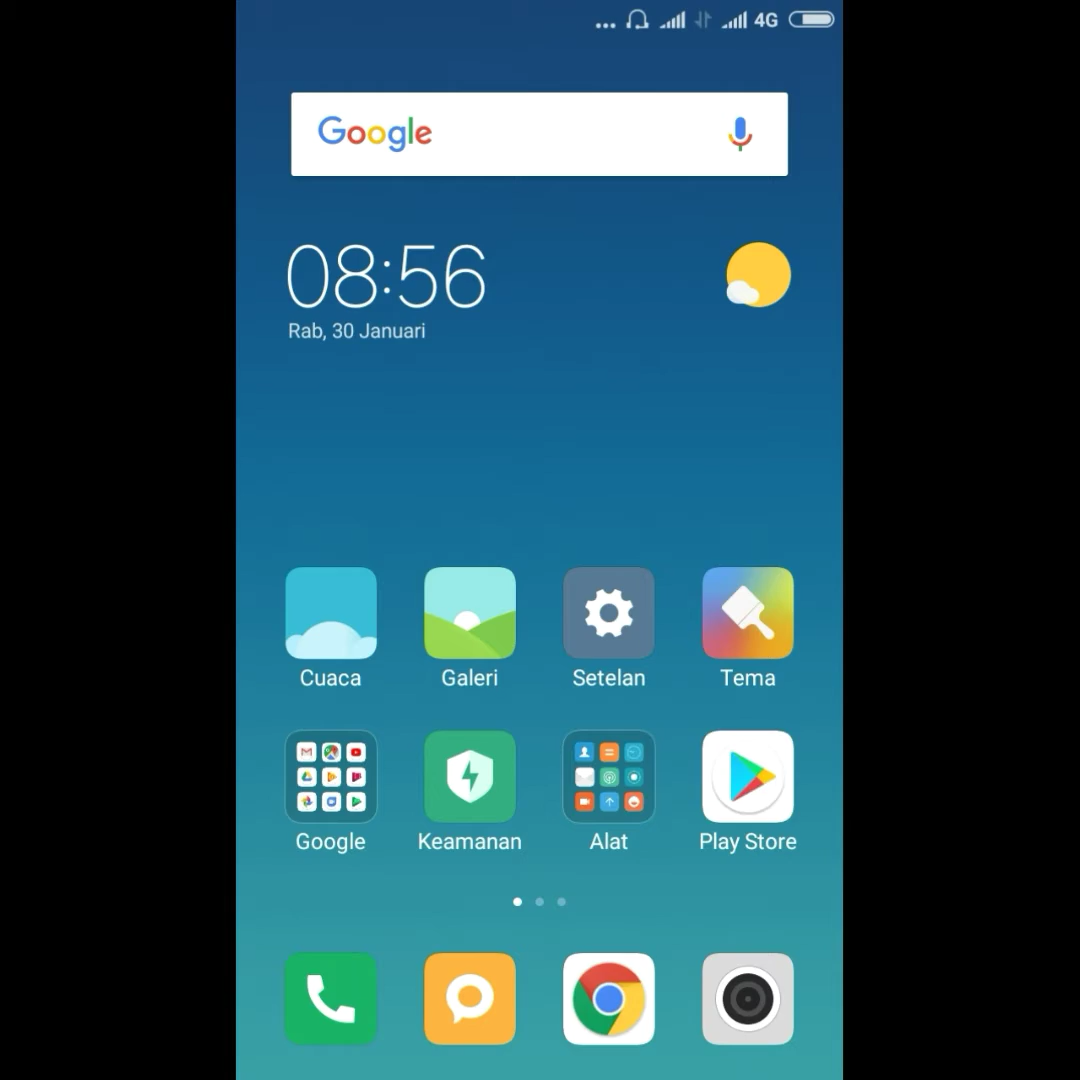 ... 4G
Google
08:56
Rab, 30 Januari
Cuaca Galeri Setelan Tema
Google Keamanan Alat Play Store